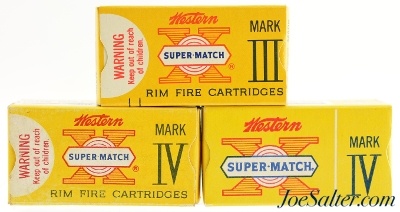 WARNING
Keep out of reach
of children.
Western
MARK
X
SUPER-MATCH
III
®
RIM FIRE CARTRIDGES
WARNING
Keep out of reach
of children.
Western
MARK
X
SUPER-MATCH
IV
®
RIM FIRE CARTRIDGES
Western
MARK
X
SUPER-MATCH
IV
JoeSalter.com